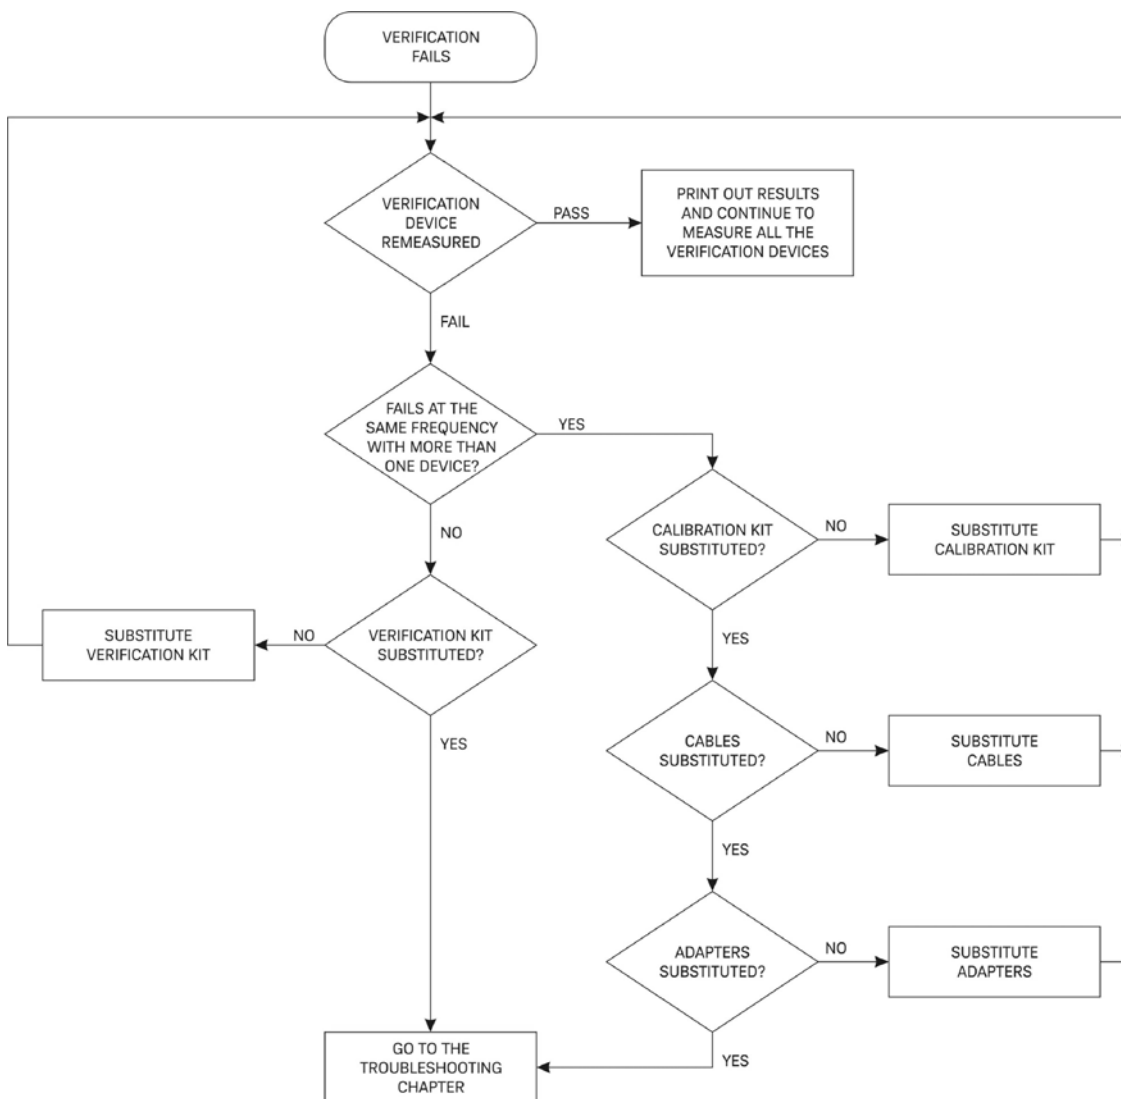 VERIFICATION
FAILS
VERIFICATION
DEVICE
REMEASURED
PASS
PRINT OUT RESULTS
AND CONTINUE TO
MEASURE ALL THE
VERIFICATION DEVICES
FAIL
FAILS AT THE
SAME FREQUENCY
WITH MORE THAN
ONE DEVICE?
YES
NO
CALIBRATION KIT
SUBSTITUTED?
NO
SUBSTITUTE
CALIBRATION KIT
SUBSTITUTE
VERIFICATION KIT
NO
VERIFICATION KIT
SUBSTITUTED?
YES
YES
CABLES
SUBSTITUTED?
NO
SUBSTITUTE
CABLES
YES
ADAPTERS
SUBSTITUTED?
NO
SUBSTITUTE
ADAPTERS
YES
GO TO THE
TROUBLESHOOTING
CHAPTER